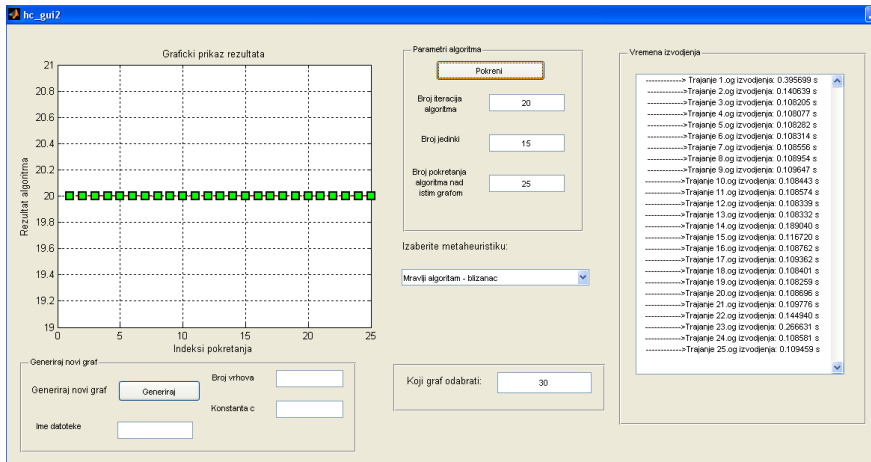 hc_gui2
Graficki prikaz rezultata
21
20.8
20.6
20.4
20.2
20
19.8
19.6
19.4
19.2
19
0
5
10
15
20
25
Rezultat algoritma
Indeksi pokretanja
Parametri algoritma
Pokreni
Broj iteracija
algoritma
20
Broj jedinki
15
Broj pokretanja
algoritma nad
istim grafom
25
Izaberite metaheuristiku:
Mravlji algoritam - blizanac
Koji graf odabrati:
30
Generiraj novi graf
Generiraj novi graf
Generiraj
Broj vrhova
Konstanta c
Ime datoteke
Vremena izvodjenja
------------> Trajanje 1.og izvodjenja: 0.395699 s
------------>Trajanje 2.og izvodjenja: 0.140639 s
------------>Trajanje 3.og izvodjenja: 0.108205 s
------------>Trajanje 4.og izvodjenja: 0.108077 s
------------>Trajanje 5.og izvodjenja: 0.108282 s
------------>Trajanje 6.og izvodjenja: 0.108314 s
------------>Trajanje 7.og izvodjenja: 0.108556 s
------------>Trajanje 8.og izvodjenja: 0.108954 s
------------>Trajanje 9.og izvodjenja: 0.109647 s
------------>Trajanje 10.og izvodjenja: 0.108443 s
------------>Trajanje 11.og izvodjenja: 0.108574 s
------------>Trajanje 12.og izvodjenja: 0.108339 s
------------>Trajanje 13.og izvodjenja: 0.108332 s
------------>Trajanje 14.og izvodjenja: 0.189040 s
------------>Trajanje 15.og izvodjenja: 0.116720 s
------------>Trajanje 16.og izvodjenja: 0.108762 s
------------>Trajanje 17.og izvodjenja: 0.109362 s
------------>Trajanje 18.og izvodjenja: 0.108401 s
------------>Trajanje 19.og izvodjenja: 0.108259 s
------------>Trajanje 20.og izvodjenja: 0.108696 s
------------>Trajanje 21.og izvodjenja: 0.109776 s
------------>Trajanje 22.og izvodjenja: 0.144940 s
------------>Trajanje 23.og izvodjenja: 0.266631 s
------------>Trajanje 24.og izvodjenja: 0.108581 s
------------>Trajanje 25.og izvodjenja: 0.109459 s